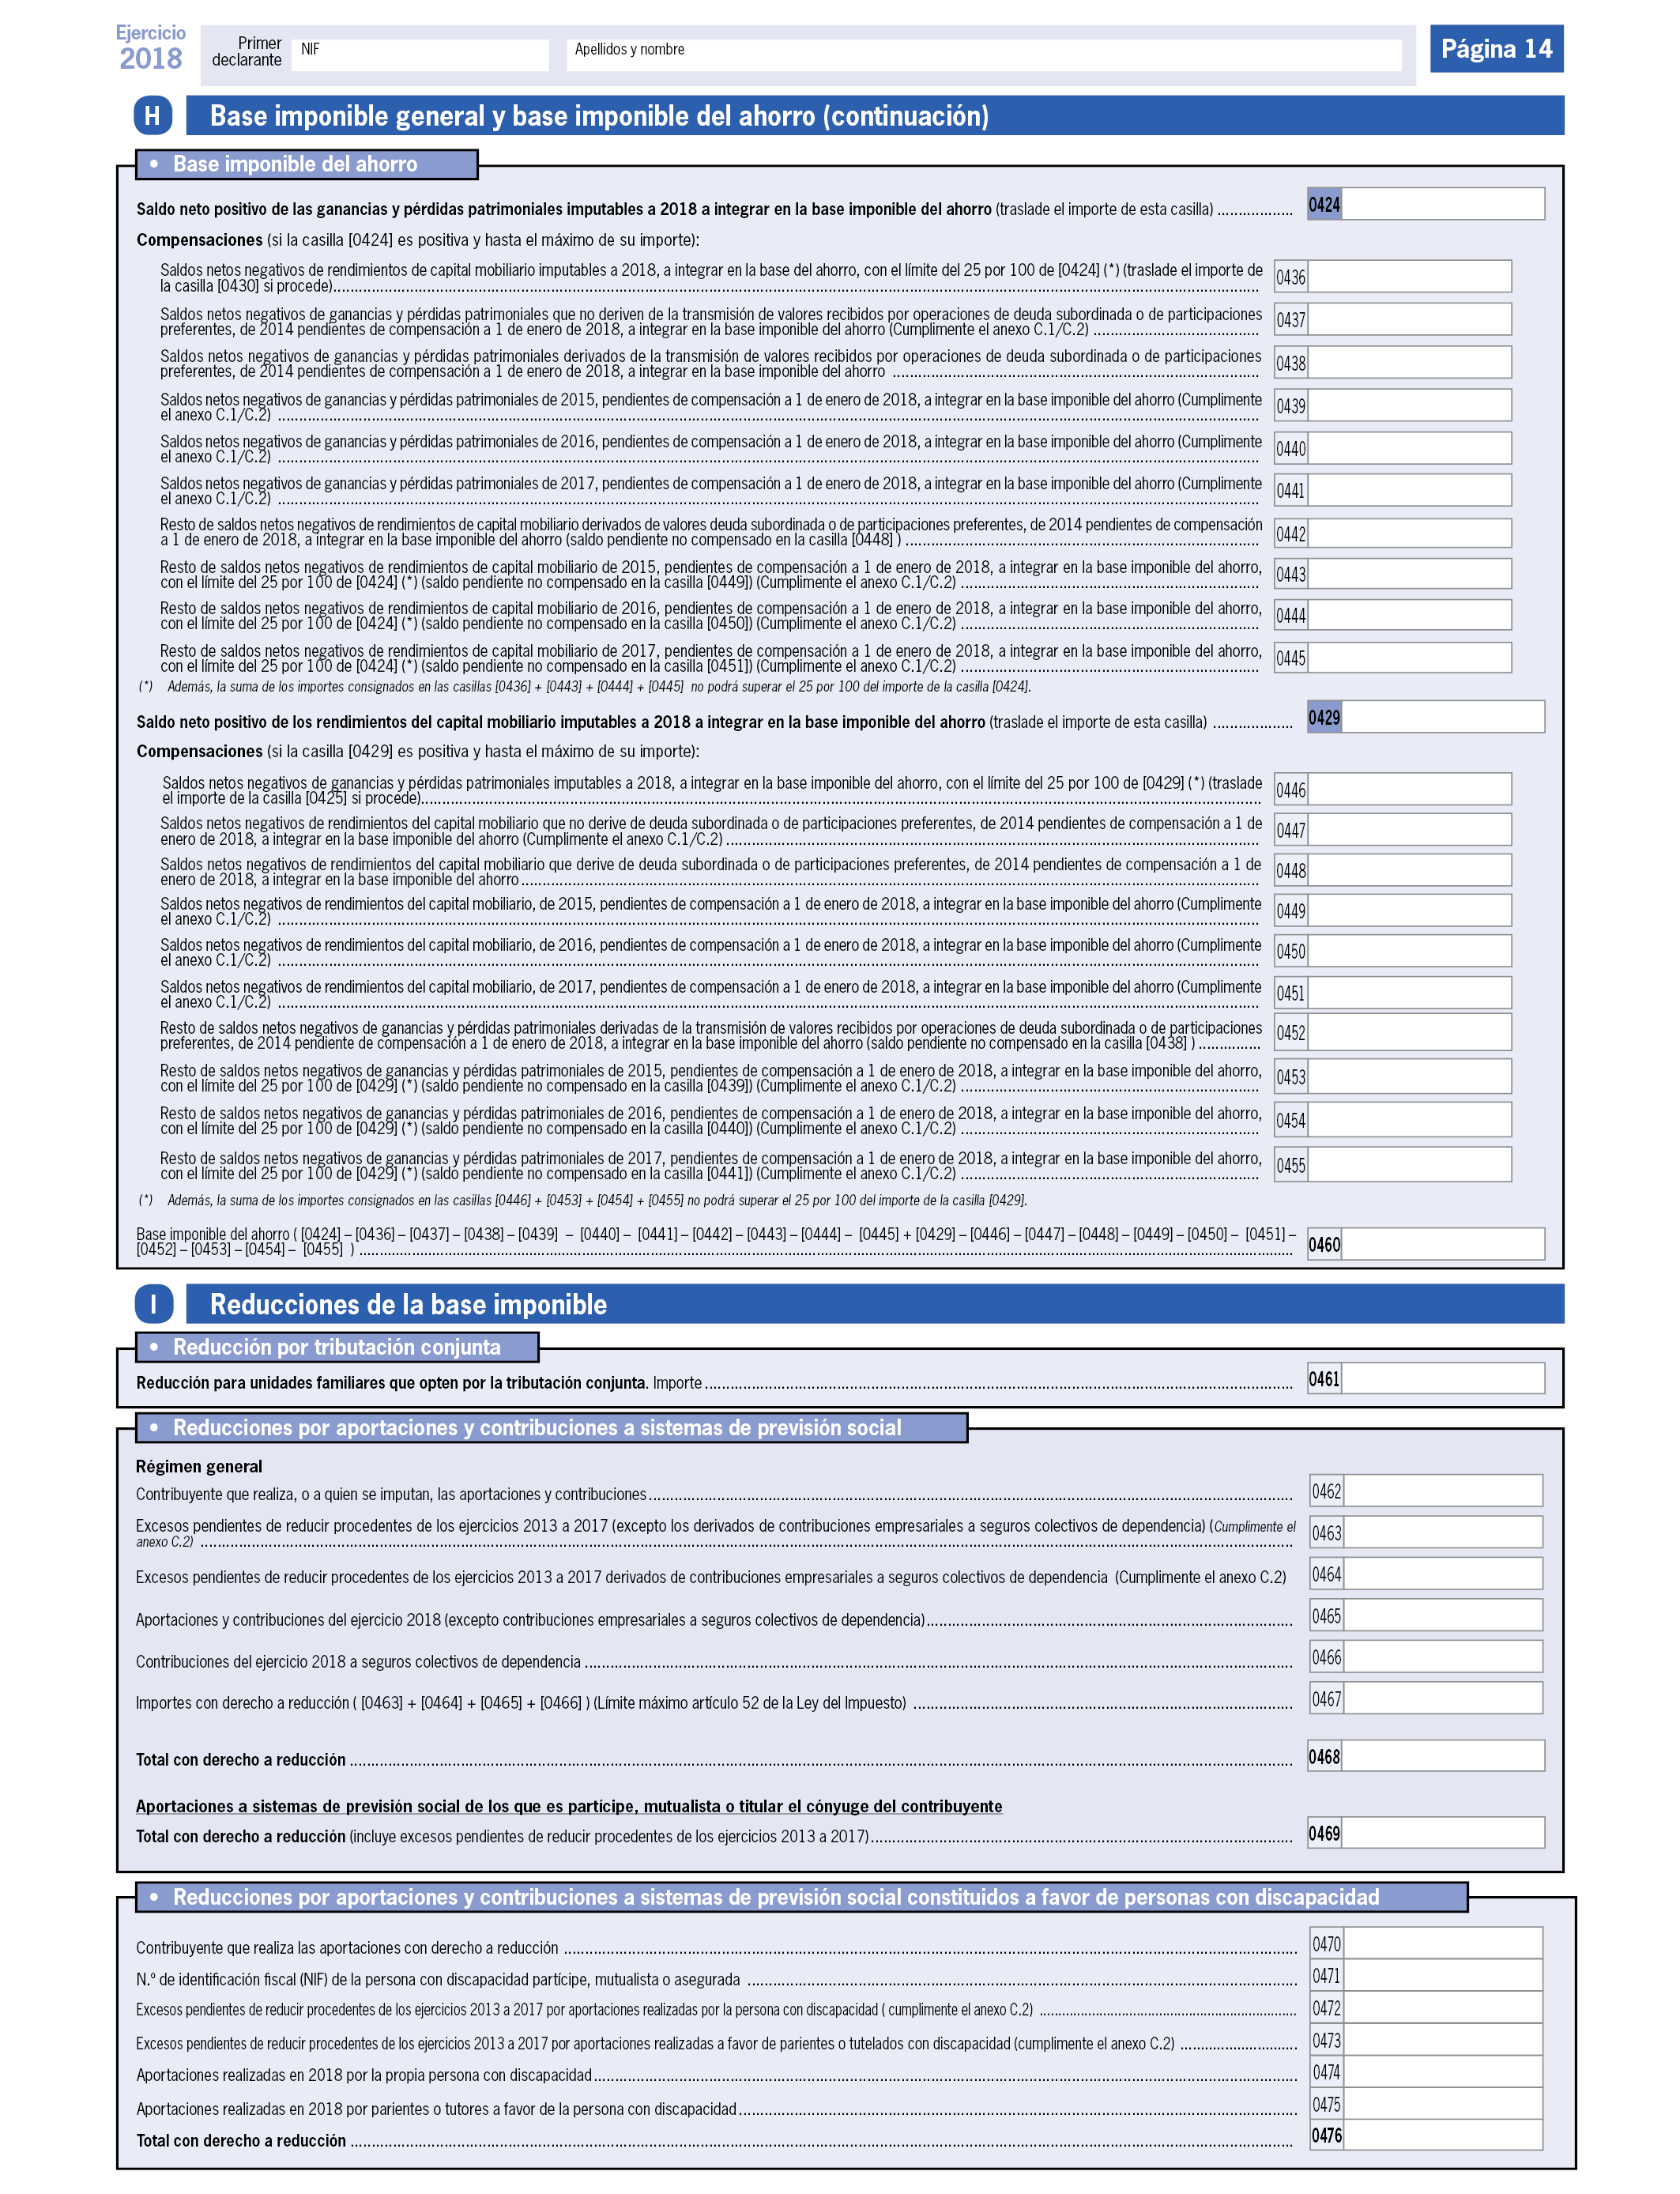 Ejercicio
2018
Primer
declarante
NIF
Apellidos y nombre
Página 14
H
Base imponible general y base imponible del ahorro (continuación)
• Base imponible del ahorro
Saldo neto positivo de las ganancias y pérdidas patrimoniales imputables a 2018 a integrar en la base imponible del ahorro (traslade el importe de esta casilla) .................. 0424
Compensaciones (si la casilla [0424] es positiva y hasta el máximo de su importe):
Saldos netos negativos de rendimientos de capital mobiliario imputables a 2018, a integrar en la base del ahorro, con el límite del 25 por 100 de [0424] (*) (traslade el importe de
la casilla [0430] si procede).......... 0436
Saldos netos negativos de ganancias y pérdidas patrimoniales que no deriven de la transmisión de valores recibidos por operaciones de deuda subordinada o de participaciones
preferentes, de 2014 pendientes de compensación a 1 de enero de 2018, a integrar en la base imponible del ahorro (Cumplimente el anexo C.1/C.2) .......... 0437
Saldos netos negativos de ganancias y pérdidas patrimoniales derivados de la transmisión de valores recibidos por operaciones de deuda subordinada o de participaciones
preferentes, de 2014 pendientes de compensación a 1 de enero de 2018, a integrar en la base imponible del ahorro .......... 0438
Saldos netos negativos de ganancias y pérdidas patrimoniales de 2015, pendientes de compensación a 1 de enero de 2018, a integrar en la base imponible del ahorro (Cumplimente
el anexo C.1/C.2) .......... 0439
Saldos netos negativos de ganancias y pérdidas patrimoniales de 2016, pendientes de compensación a 1 de enero de 2018, a integrar en la base imponible del ahorro (Cumplimente
el anexo C.1/C.2) .......... 0440
Saldos netos negativos de ganancias y pérdidas patrimoniales de 2017, pendientes de compensación a 1 de enero de 2018, a integrar en la base imponible del ahorro (Cumplimente
el anexo C.1/C.2) .......... 0441
Resto de saldos netos negativos de rendimientos de capital mobiliario derivados de valores deuda subordinada o de participaciones preferentes, de 2014 pendientes de compensación
a 1 de enero de 2018, a integrar en la base imponible del ahorro (saldo pendiente no compensado en la casilla [0448] ) .......... 0442
Resto de saldos netos negativos de rendimientos de capital mobiliario de 2015, pendientes de compensación a 1 de enero de 2018, a integrar en la base imponible del ahorro,
con el límite del 25 por 100 de [0424] (*) (saldo pendiente no compensado en la casilla [0449]) (Cumplimente el anexo C.1/C.2) .......... 0443
Resto de saldos netos negativos de rendimientos de capital mobiliario de 2016, pendientes de compensación a 1 de enero de 2018, a integrar en la base imponible del ahorro,
con el límite del 25 por 100 de [0424] (*) (saldo pendiente no compensado en la casilla [0450]) (Cumplimente el anexo C.1/C.2) .......... 0444
Resto de saldos netos negativos de rendimientos de capital mobiliario de 2017, pendientes de compensación a 1 de enero de 2018, a integrar en la base imponible del ahorro,
con el límite del 25 por 100 de [0424] (*) (saldo pendiente no compensado en la casilla [0451]) (Cumplimente el anexo C.1/C.2) .......... 0445
(*) Además, la suma de los importes consignados en las casillas [0436] + [0443] + [0444] + [0445] no podrá superar el 25 por 100 del importe de la casilla [0424].
Saldo neto positivo de los rendimientos del capital mobiliario imputables a 2018 a integrar en la base imponible del ahorro (traslade el importe de esta casilla) .......... 0429
Compensaciones (si la casilla [0429] es positiva y hasta el máximo de su importe):
Saldos netos negativos de ganancias y pérdidas patrimoniales imputables a 2018, a integrar en la base imponible del ahorro, con el límite del 25 por 100 de [0429] (*) (traslade
el importe de la casilla [0425] si procede).......... 0446
Saldos netos negativos de rendimientos del capital mobiliario que no derive de deuda subordinada o de participaciones preferentes, de 2014 pendientes de compensación a 1 de
enero de 2018, a integrar en la base imponible del ahorro (Cumplimente el anexo C.1/C.2) .......... 0447
Saldos netos negativos de rendimientos del capital mobiliario que derive de deuda subordinada o de participaciones preferentes, de 2014 pendientes de compensación a 1 de
enero de 2018, a integrar en la base imponible del ahorro .......... 0448
Saldos netos negativos de rendimientos del capital mobiliario, de 2015, pendientes de compensación a 1 de enero de 2018, a integrar en la base imponible del ahorro (Cumplimente
el anexo C.1/C.2) .......... 0449
Saldos netos negativos de rendimientos del capital mobiliario, de 2016, pendientes de compensación a 1 de enero de 2018, a integrar en la base imponible del ahorro (Cumplimente
el anexo C.1/C.2) .......... 0450
Saldos netos negativos de rendimientos del capital mobiliario, de 2017, pendientes de compensación a 1 de enero de 2018, a integrar en la base imponible del ahorro (Cumplimente
el anexo C.1/C.2) .......... 0451
Resto de saldos netos negativos de ganancias y pérdidas patrimoniales derivadas de la transmisión de valores recibidos por operaciones de deuda subordinada o de participaciones
preferentes, de 2014 pendiente de compensación a 1 de enero de 2018, a integrar en la base imponible del ahorro (saldo pendiente no compensado en la casilla [0438] ) .......... 0452
Resto de saldos netos negativos de ganancias y pérdidas patrimoniales de 2015, pendientes de compensación a 1 de enero de 2018, a integrar en la base imponible del ahorro,
con el límite del 25 por 100 de [0429] (*) (saldo pendiente no compensado en la casilla [0439]) (Cumplimente el anexo C.1/C.2) .......... 0453
Resto de saldos netos negativos de ganancias y pérdidas patrimoniales de 2016, pendientes de compensación a 1 de enero de 2018, a integrar en la base imponible del ahorro,
con el límite del 25 por 100 de [0429] (*) (saldo pendiente no compensado en la casilla [0440]) (Cumplimente el anexo C.1/C.2) .......... 0454
Resto de saldos netos negativos de ganancias y pérdidas patrimoniales de 2017, pendientes de compensación a 1 de enero de 2018, a integrar en la base imponible del ahorro,
con el límite del 25 por 100 de [0429] (*) (saldo pendiente no compensado en la casilla [0441]) (Cumplimente el anexo C.1/C.2) .......... 0455
(*) Además, la suma de los importes consignados en las casillas [0446] + [0453] + [0454] + [0455] no podrá superar el 25 por 100 del importe de la casilla [0429].
Base imponible del ahorro ( [0424] – [0436] – [0437] – [0438] – [0439] – [0440] – [0441] – [0442] – [0443] – [0444] – [0445] + [0429] – [0446] – [0447] – [0448] – [0449] – [0450] – [0451] –
[0452] – [0453] – [0454] – [0455] ) .......... 0460
I
Reducciones de la base imponible
• Reducción por tributación conjunta
Reducción para unidades familiares que opten por la tributación conjunta. Importe .......... 0461
• Reducciones por aportaciones y contribuciones a sistemas de previsión social
Régimen general
Contribuyente que realiza, o a quien se imputan, las aportaciones y contribuciones .......... 0462
Excesos pendientes de reducir procedentes de los ejercicios 2013 a 2017 (excepto los derivados de contribuciones empresariales a seguros colectivos de dependencia) (Cumplimente el
anexo C.2) .......... 0463
Excesos pendientes de reducir procedentes de los ejercicios 2013 a 2017 derivados de contribuciones empresariales a seguros colectivos de dependencia (Cumplimente el anexo C.2) 0464
Aportaciones y contribuciones del ejercicio 2018 (excepto contribuciones empresariales a seguros colectivos de dependencia).......... 0465
Contribuciones del ejercicio 2018 a seguros colectivos de dependencia .......... 0466
Importes con derecho a reducción ( [0463] + [0464] + [0465] + [0466] ) (Límite máximo artículo 52 de la Ley del Impuesto) .......... 0467
Total con derecho a reducción .......... 0468
Aportaciones a sistemas de previsión social de los que es partícipe, mutualista o titular el cónyuge del contribuyente
Total con derecho a reducción (incluye excesos pendientes de reducir procedentes de los ejercicios 2013 a 2017).......... 0469
• Reducciones por aportaciones y contribuciones a sistemas de previsión social constituidos a favor de personas con discapacidad
Contribuyente que realiza las aportaciones con derecho a reducción .......... 0470
N.º de identificación fiscal (NIF) de la persona con discapacidad partícipe, mutualista o asegurada .......... 0471
Excesos pendientes de reducir procedentes de los ejercicios 2013 a 2017 por aportaciones realizadas por la persona con discapacidad ( cumplimente el anexo C.2) .......... 0472
Excesos pendientes de reducir procedentes de los ejercicios 2013 a 2017 por aportaciones realizadas a favor de parientes o tutelados con discapacidad (cumplimente el anexo C.2) .......... 0473
Aportaciones realizadas en 2018 por la propia persona con discapacidad .......... 0474
Aportaciones realizadas en 2018 por parientes o tutores a favor de la persona con discapacidad .......... 0475
Total con derecho a reducción .......... 0476